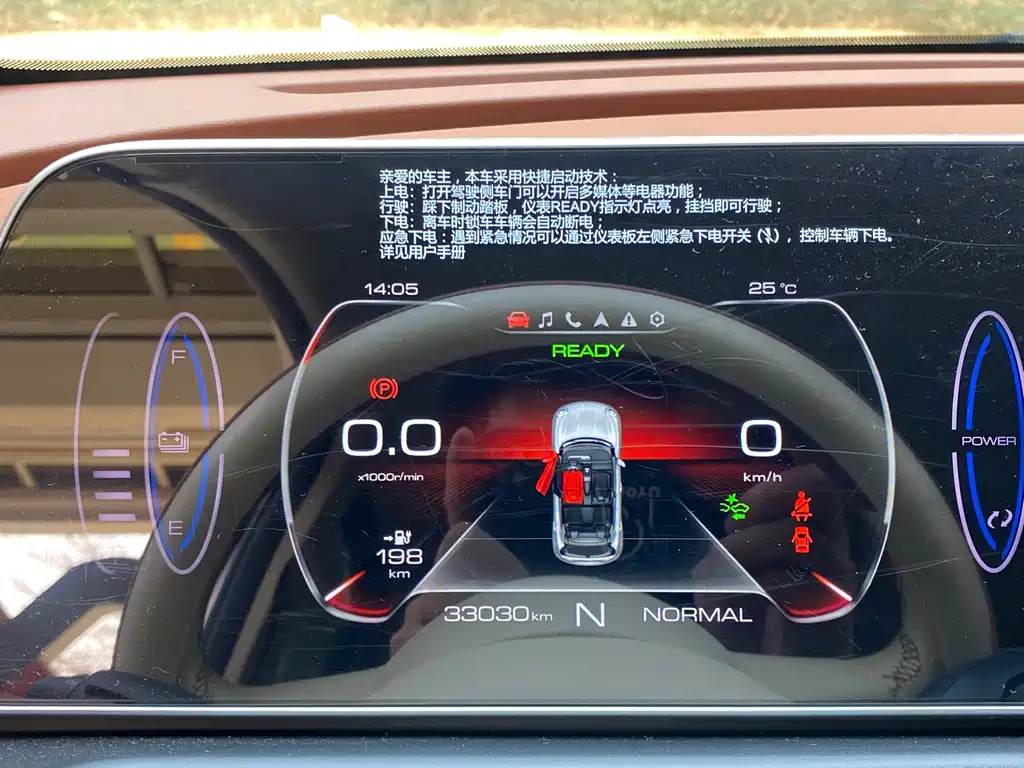 亲爱的车主，本车采用快捷启动技术：
上电：打开驾驶侧车门可以开启多媒体等电器功能；
行驶：踩下制动踏板，仪表READY指示灯点亮，挂挡即可行驶；
下电：离车时锁车车辆会自动断电；
应急下电：遇到紧急情况可以通过仪表板左侧紧急下电开关（），控制车辆下电。
详见用户手册
14:05
25 °C
READY
F
P
0.0
0
POWER
x1000r/min
km/h
E
198
km
33030km
N
NORMAL